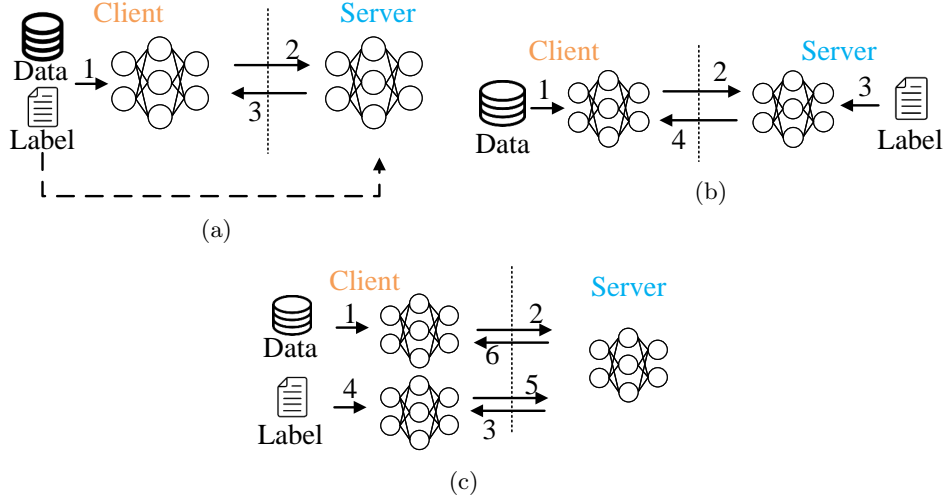 Client
Server
Data
1
2
3
Label
(a)
Client
Server
Data
1
2
3
4
Label
(b)
Client
Server
Data
1
2
6
Label
4
5
3
(c)